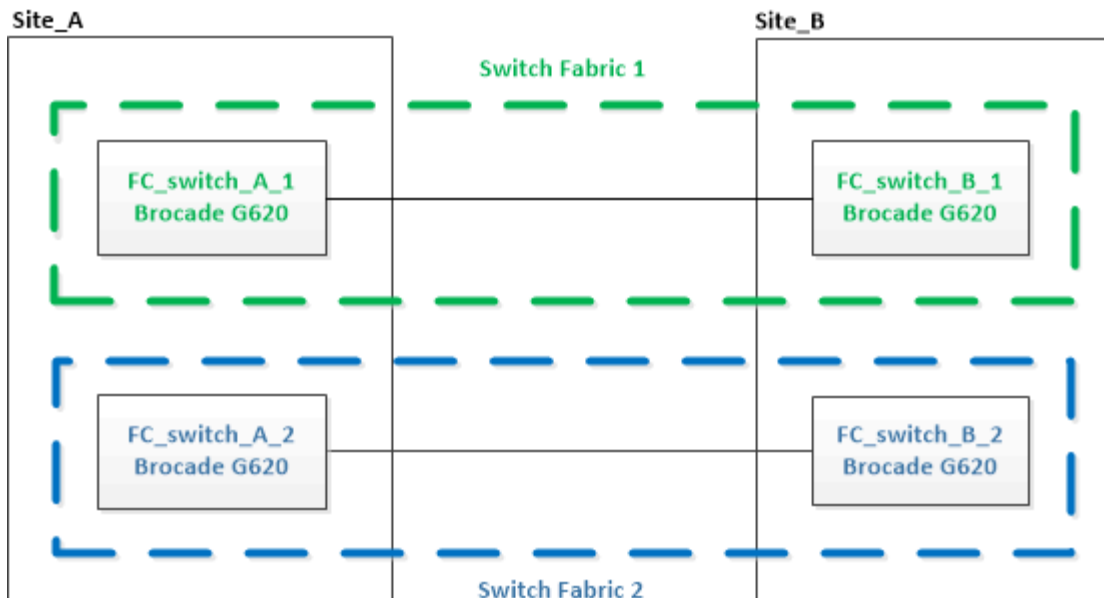 Site_A
Site_B
Switch Fabric 1
FC_switch_A_1
Brocade G620
FC_switch_B_1
Brocade G620
FC_switch_A_2
Brocade G620
FC_switch_B_2
Brocade G620
Switch Fabric 2